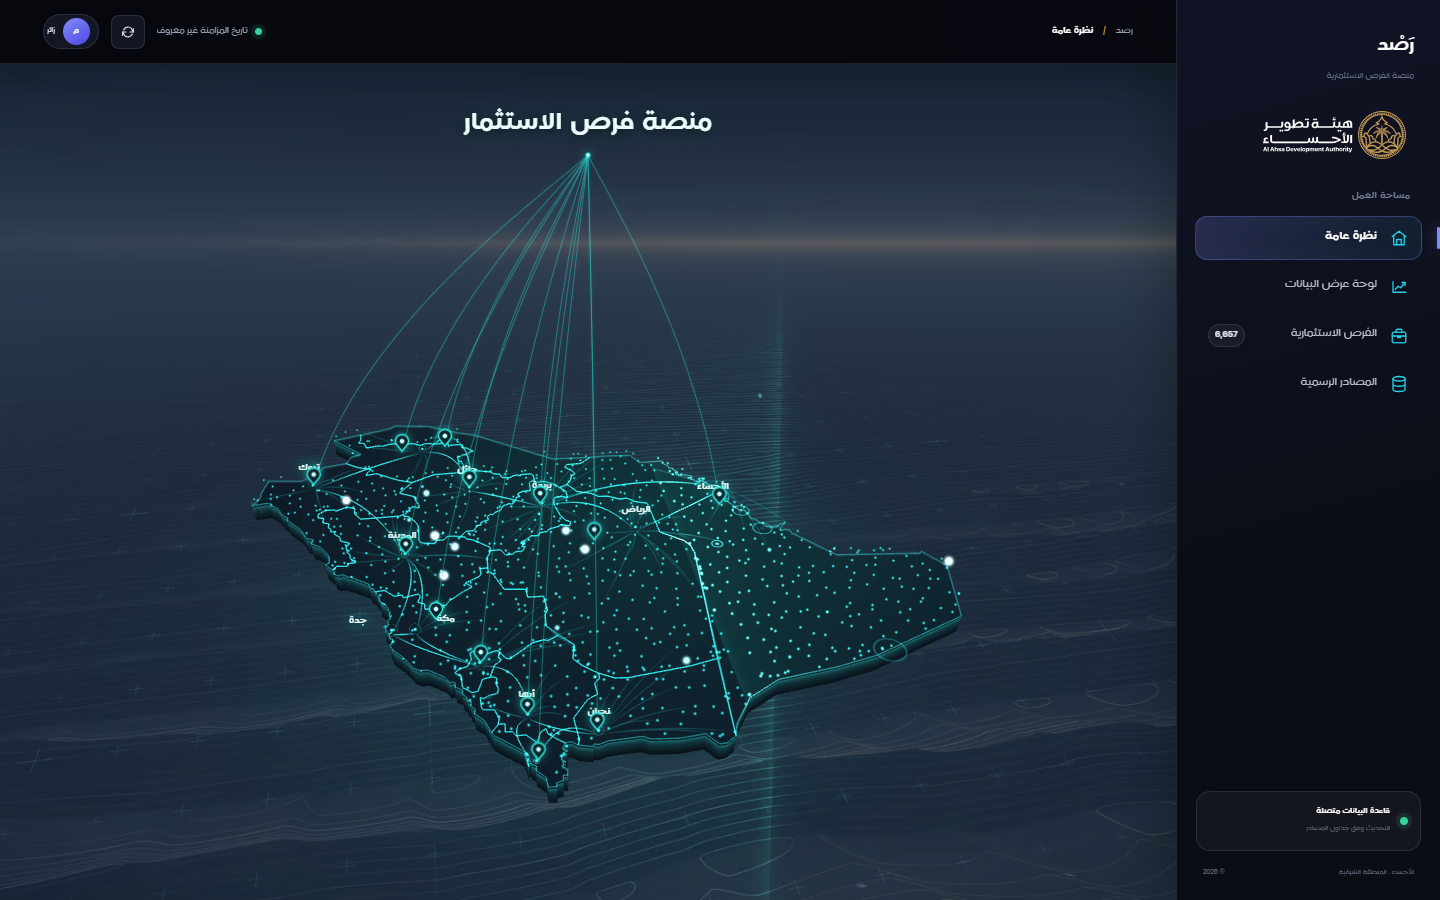 رَصْد
منصة الفرص الاستثمارية
هيئة تطوير
الأحساء
Al Ahsa Development Authority
مساحة العمل
نظرة عامة
لوحة عرض البيانات
الفرص الاستثمارية
6,657
المصادر الرسمية
قاعدة البيانات متصلة
التحديث وفق جداول المصادر
الأحساء . المنطقة الشرقية
© 2026
رصد / نظرة عامة
تاريخ المزامنة غير معروف
م
زائر
منصة فرص الاستثمار
تبوك
حائل
بريدة
الأحساء
الرياض
المدينة
مكة
جدة
أبها
نجران